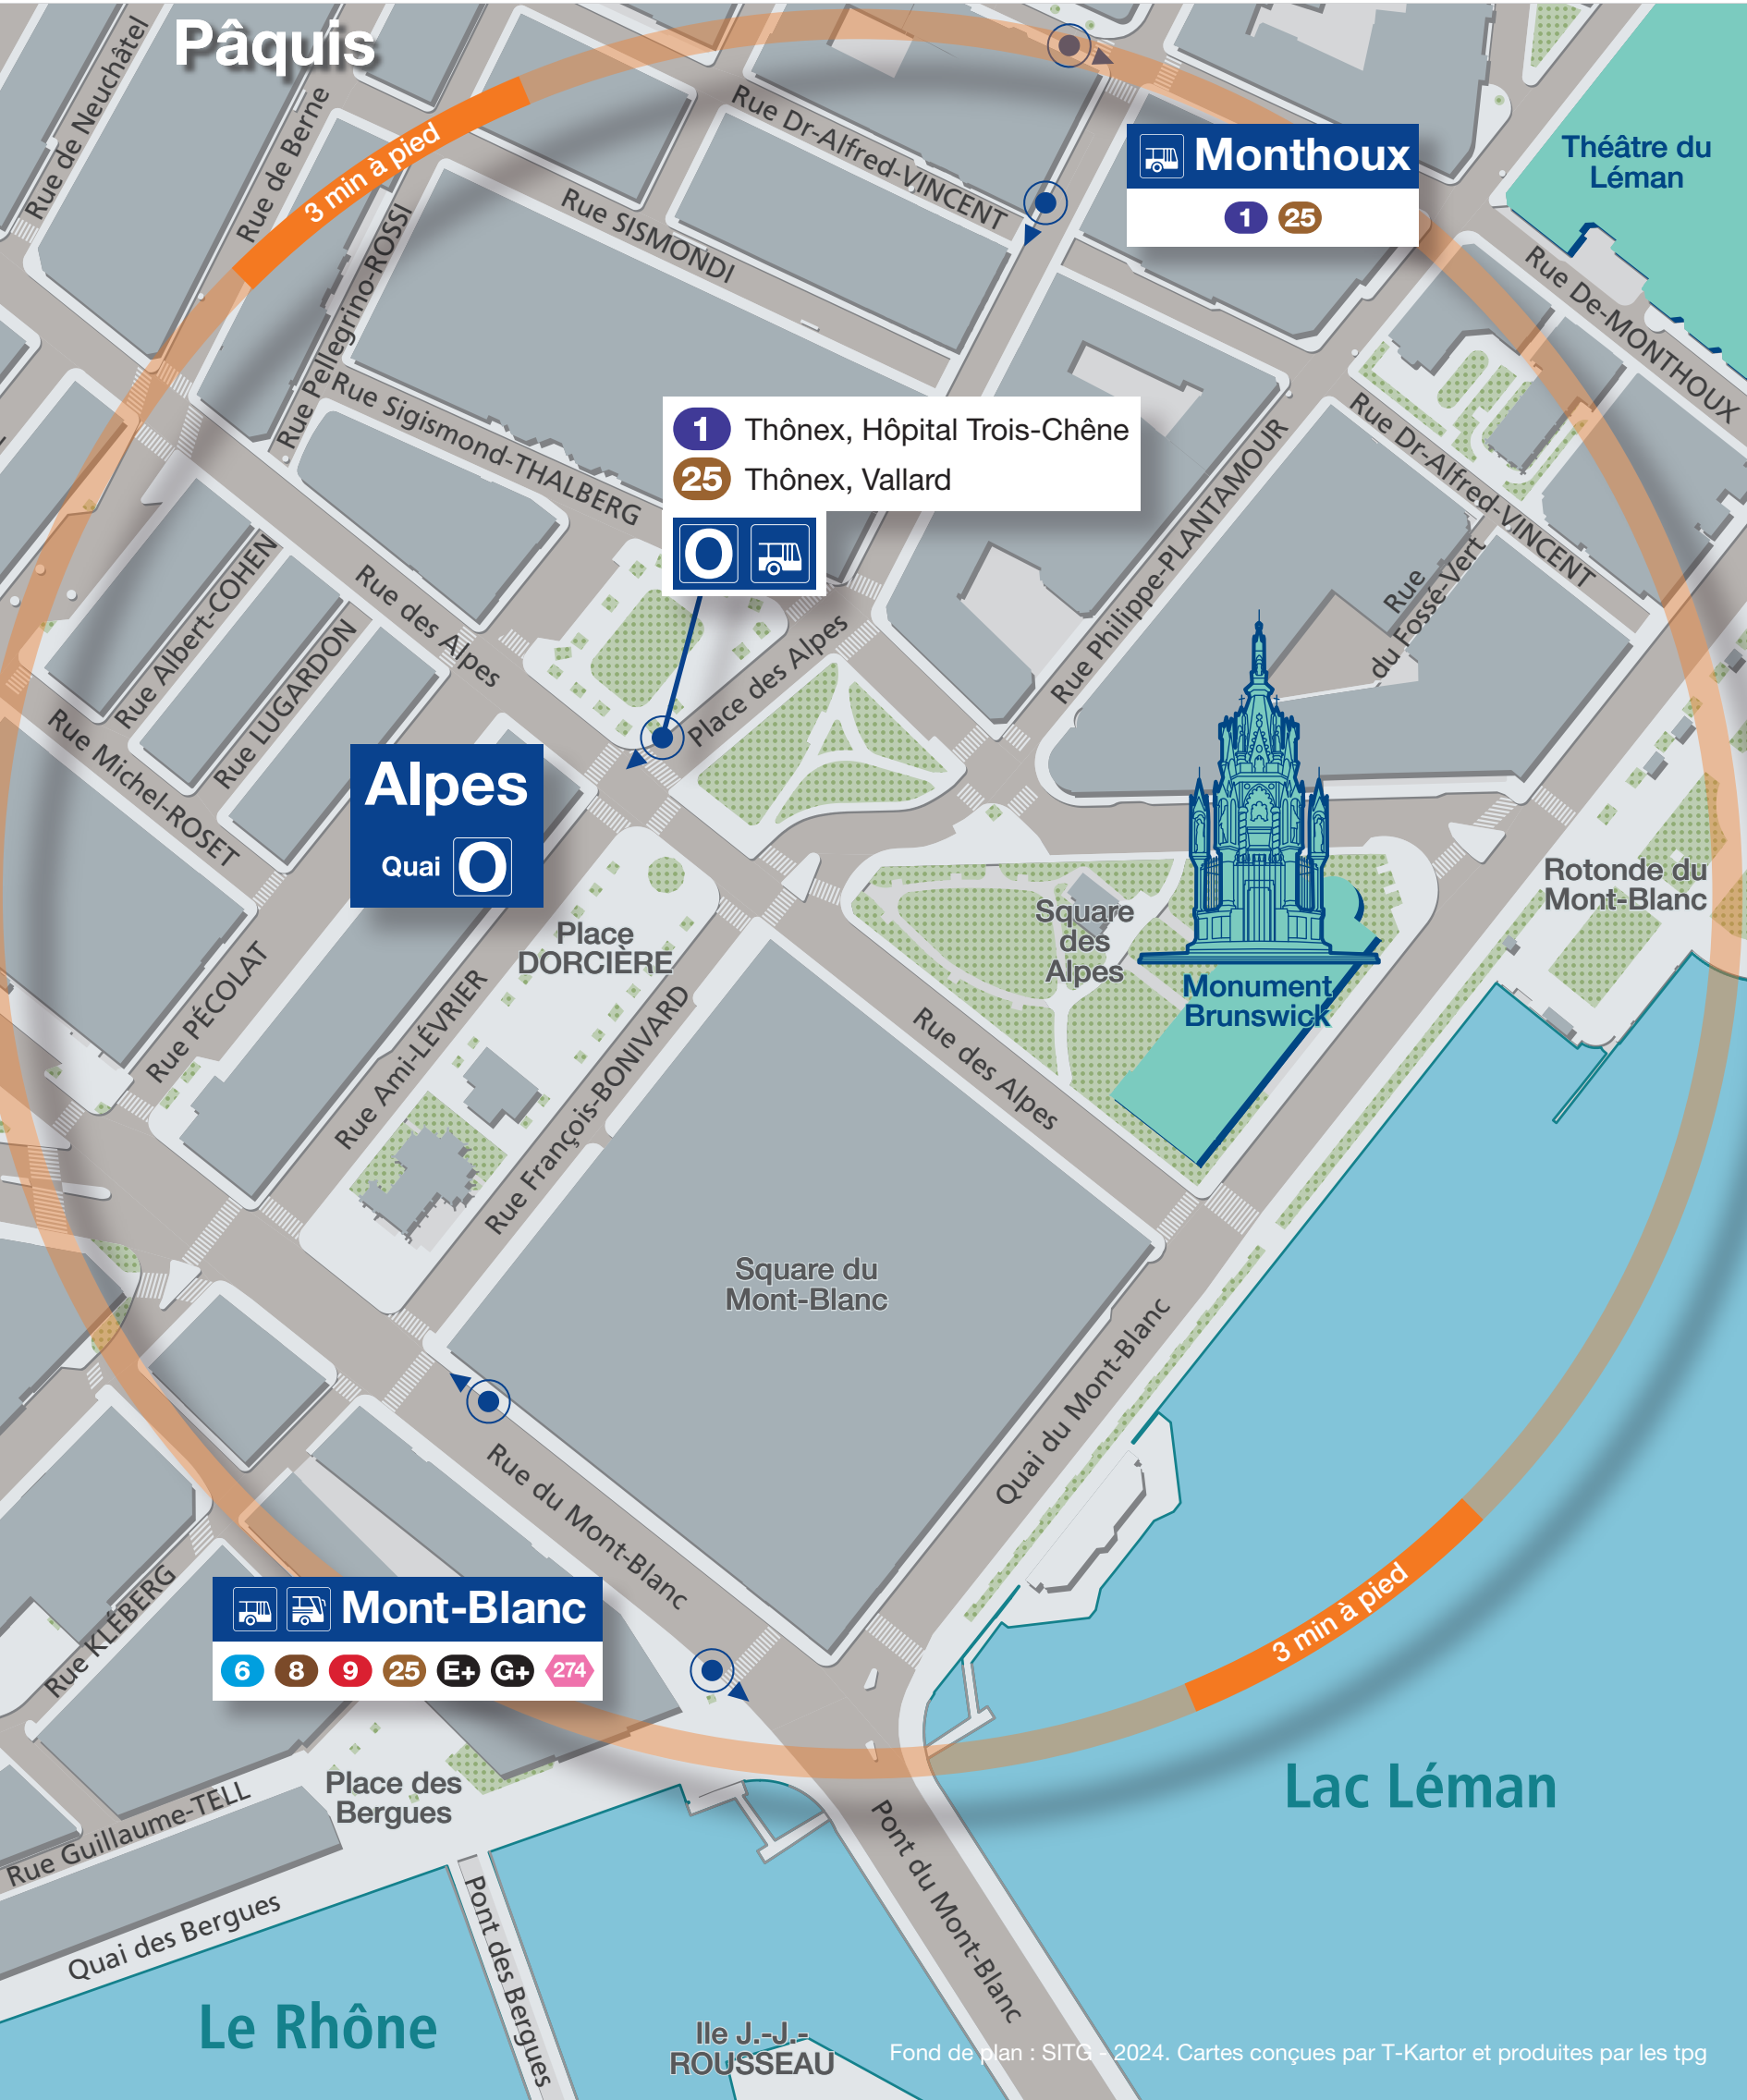 Pâquis
Rue de Neuchâtel
Rue de Berne
3 min à pied
Rue Pellegrino-ROSSI
Rue Dr-Alfred-VINCENT
Rue SISMONDI
Monthoux
1 25
Théâtre du
Léman
Rue De-MONTHOUX
Rue Sigismond-THALBERG
1 Thônex, Hôpital Trois-Chêne
25 Thônex, Vallard
O
Rue Philippe-PLANTAMOUR
Rue Dr-Alfred-VINCENT
Rue
du Fossé-Vert
Rue Albert-COHEN
Rue LUGARDON
Rue des Alpes
Place des Alpes
Rue Michel-ROSET
Alpes
Quai O
Place
DORCIÈRE
Square
des
Alpes
Monument
Brunswick
Rotonde du
Mont-Blanc
Rue PÉCOLAT
Rue Ami-LÉVRIER
Rue François-BONIVARD
Rue des Alpes
Square du
Mont-Blanc
Quai du Mont-Blanc
Rue du Mont-Blanc
Rue KLÉBERG
Mont-Blanc
6 8 9 25 E+ G+ 274
3 min à pied
Place des
Bergues
Rue Guillaume-TELL
Quai des Bergues
Pont des Bergues
Pont du Mont-Blanc
Lac Léman
Le Rhône
Ile J.-J.-
ROUSSEAU
Fond de plan : SITG - 2024. Cartes conçues par T-Kartor et produites par les tpg